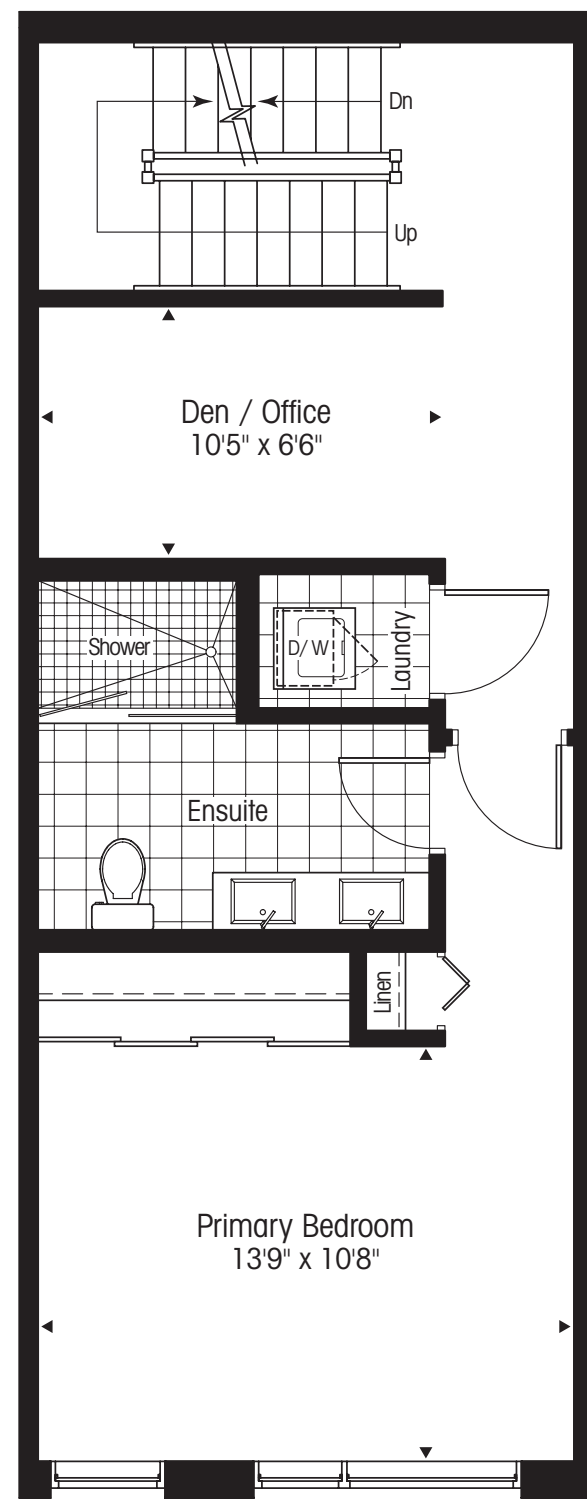 Dn
Up
Den / Office
10'5" x 6'6"
Shower
D/W
Laundry
Ensuite
Linen
Primary Bedroom
13'9" x 10'8"